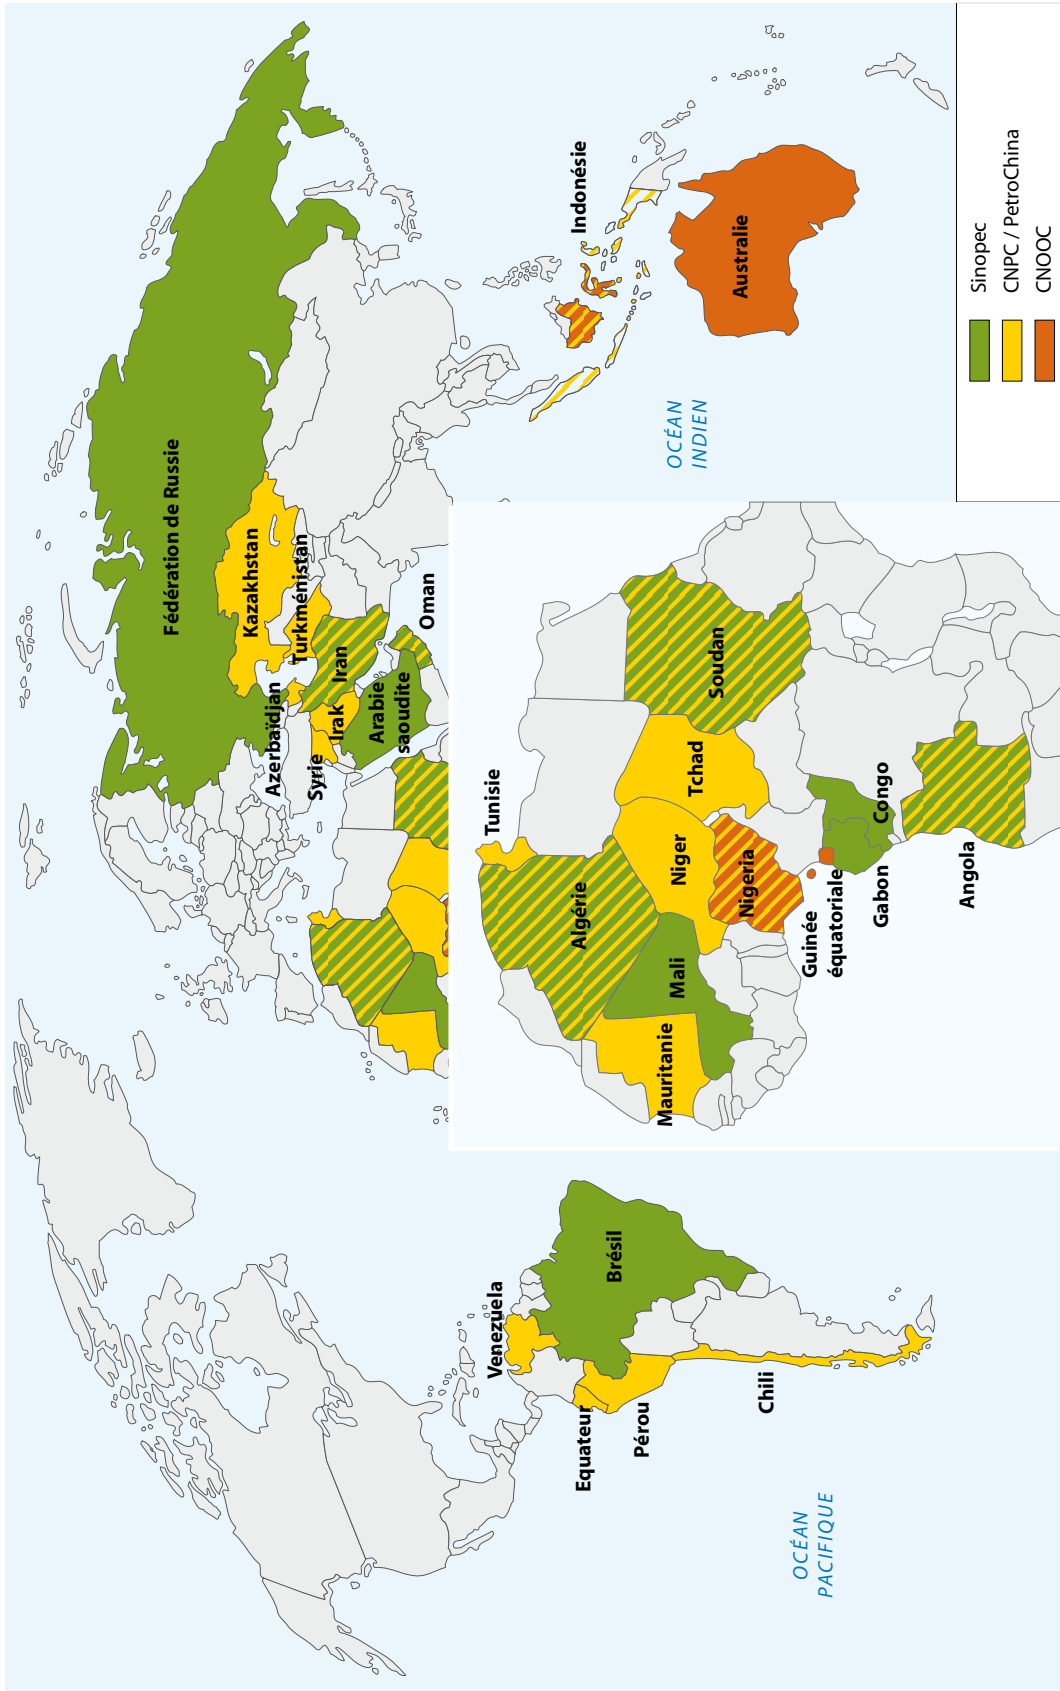 Fédération de Russie
Kazakhstan
Turkménistan
Azerbaïdjan
Syrie
Irak
Iran
Arabie
saoudite
Oman
Indonésie
Australie
OCÉAN
INDIEN
Venezuela
Brésil
Equateur
Pérou
Chili
OCÉAN
PACIFIQUE
Tunisie
Algérie
Mauritanie
Mali
Niger
Tchad
Soudan
Nigeria
Guinée
équatoriale
Gabon
Congo
Angola
Sinopec
CNPC / PetroChina
CNOOC